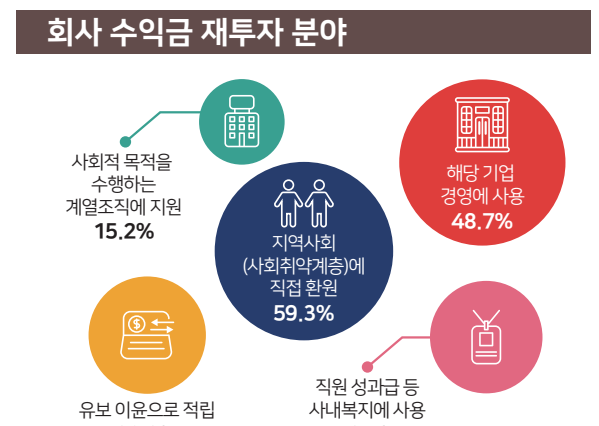 회사 수익금 재투자 분야
사회적 목적을
수행하는
계열조직에 지원
15.2%
해당 기업
경영에 사용
48.7%
지역사회
(사회취약계층)에
직접 환원
59.3%
$
유보 이윤으로 적립
직원 성과급 등
사내복지에 사용